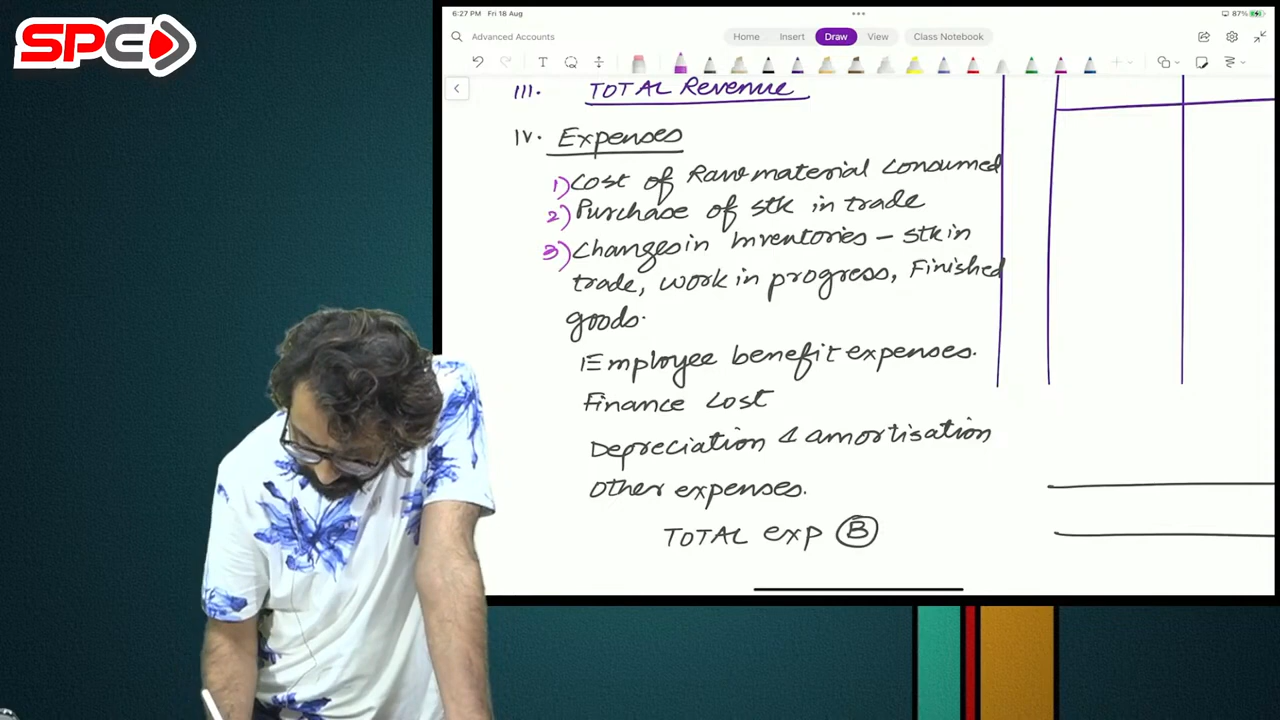 SPE
6:27 PM Fri 18 Aug
87%
Advanced Accounts
Home Insert Draw View Class Notebook
III. TOTAL Revenue
IV. Expenses
1) Cost of Raw material Consumed
2) Purchase of stk in trade
3) Changes in Inventories – stk in
trade, work in progress, Finished
goods.
Employee benefit expenses.
Finance Cost
Depreciation & amortisation
Other expenses.
TOTAL exp B